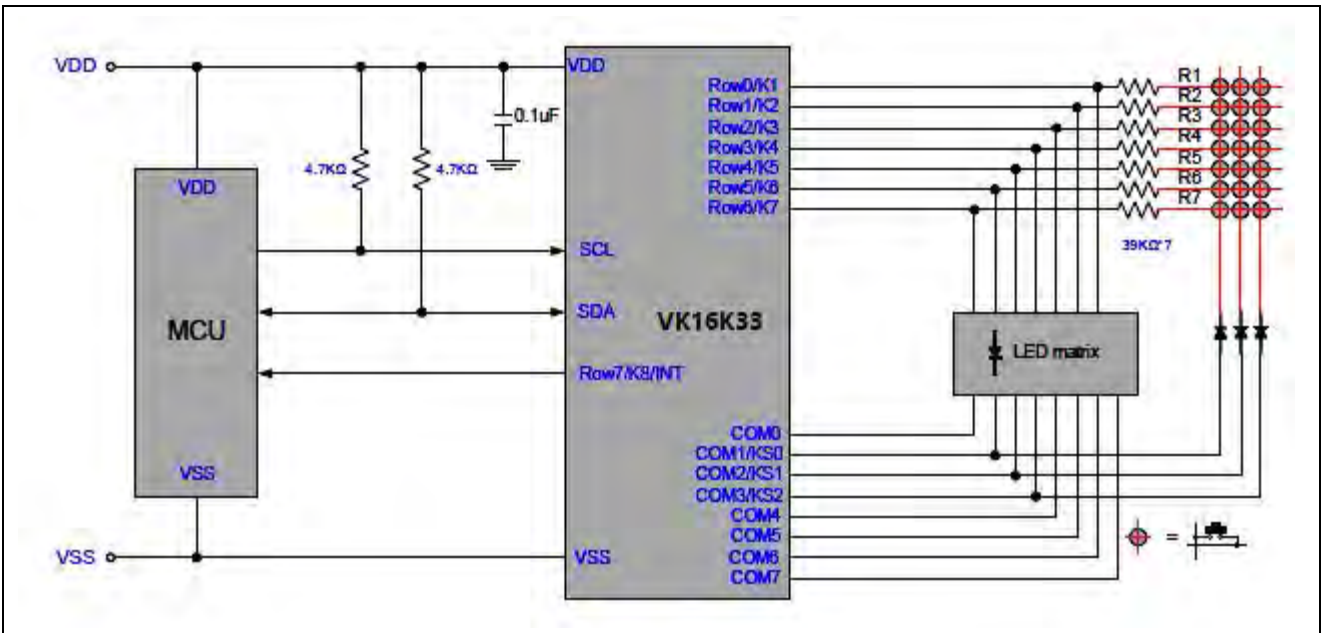 VDD
VDD
Row0/K1
R1
Row1/K2
R2
Row2/K3
R3
0.1uF
Row3/K4
R4
Row4/K5
R5
4.7KΩ
4.7KΩ
Row5/K6
R6
VDD
Row6/K7
R7
39KΩ*7
SCL
SDA
VK16K33
MCU
LED matrix
Row7/K8/INT
COM0
COM1/KS0
VSS
COM2/KS1
COM3/KS2
COM4
COM5
=
VSS
VSS
COM6
COM7